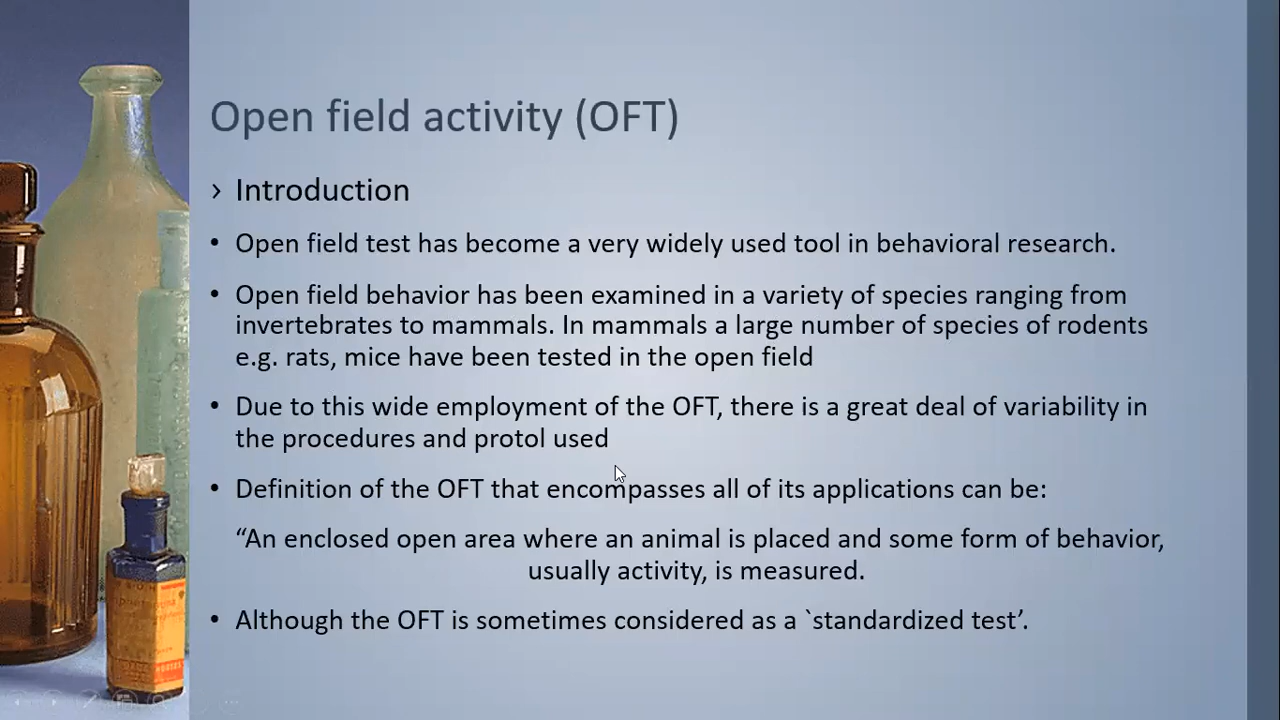 Open field activity (OFT)
› Introduction
• Open field test has become a very widely used tool in behavioral research.
• Open field behavior has been examined in a variety of species ranging from
invertebrates to mammals. In mammals a large number of species of rodents
e.g. rats, mice have been tested in the open field
• Due to this wide employment of the OFT, there is a great deal of variability in
the procedures and protol used
• Definition of the OFT that encompasses all of its applications can be:
“An enclosed open area where an animal is placed and some form of behavior,
usually activity, is measured.
• Although the OFT is sometimes considered as a `standardized test’.